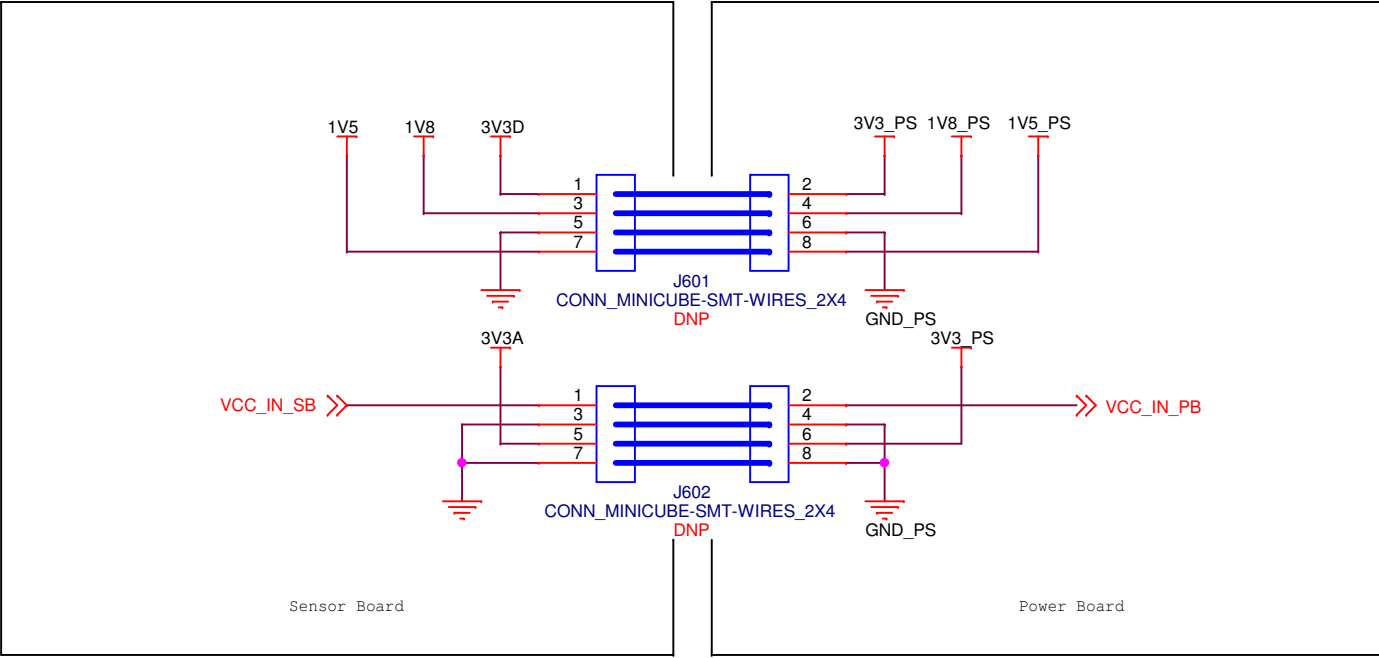 1V5 1V8 3V3D 3V3_PS 1V8_PS 1V5_PS
1 2
3 4
5 6
7 8
J601
CONN_MINICUBE-SMT-WIRES_2X4
DNP GND_PS
3V3A 3V3_PS
VCC_IN_SB 1 2 VCC_IN_PB
3 4
5 6
7 8
J602
CONN_MINICUBE-SMT-WIRES_2X4
DNP GND_PS
Sensor Board Power Board